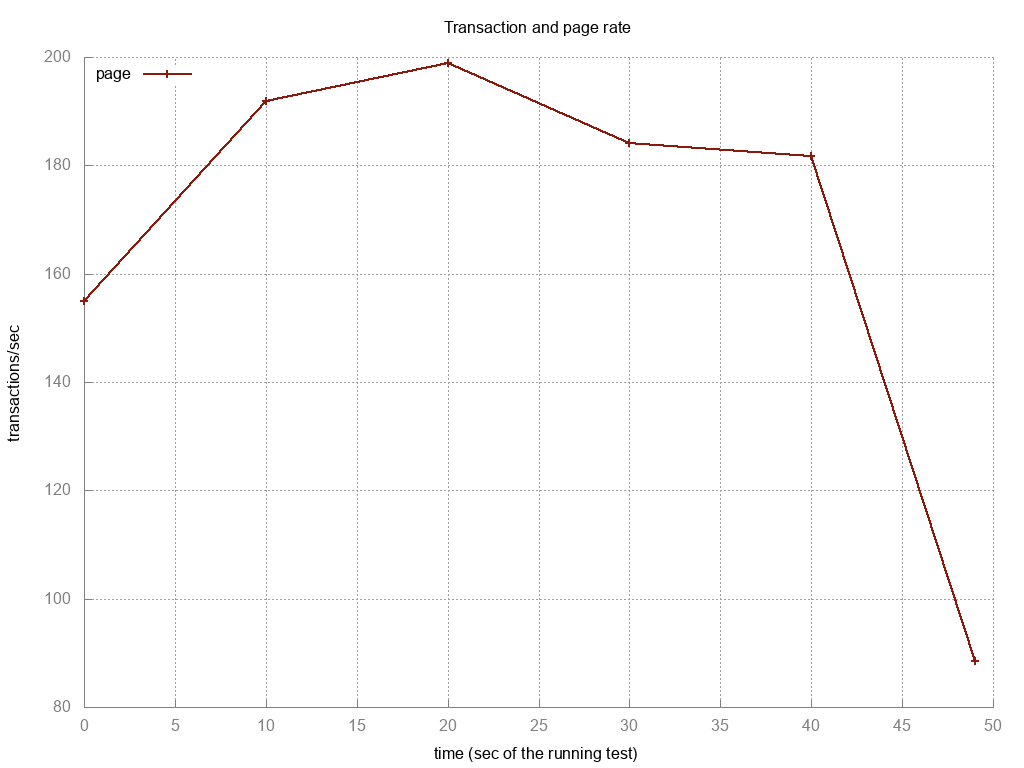 Transaction and page rate
page
200
180
160
140
120
100
80
transactions/sec
0 5 10 15 20 25 30 35 40 45 50
time (sec of the running test)